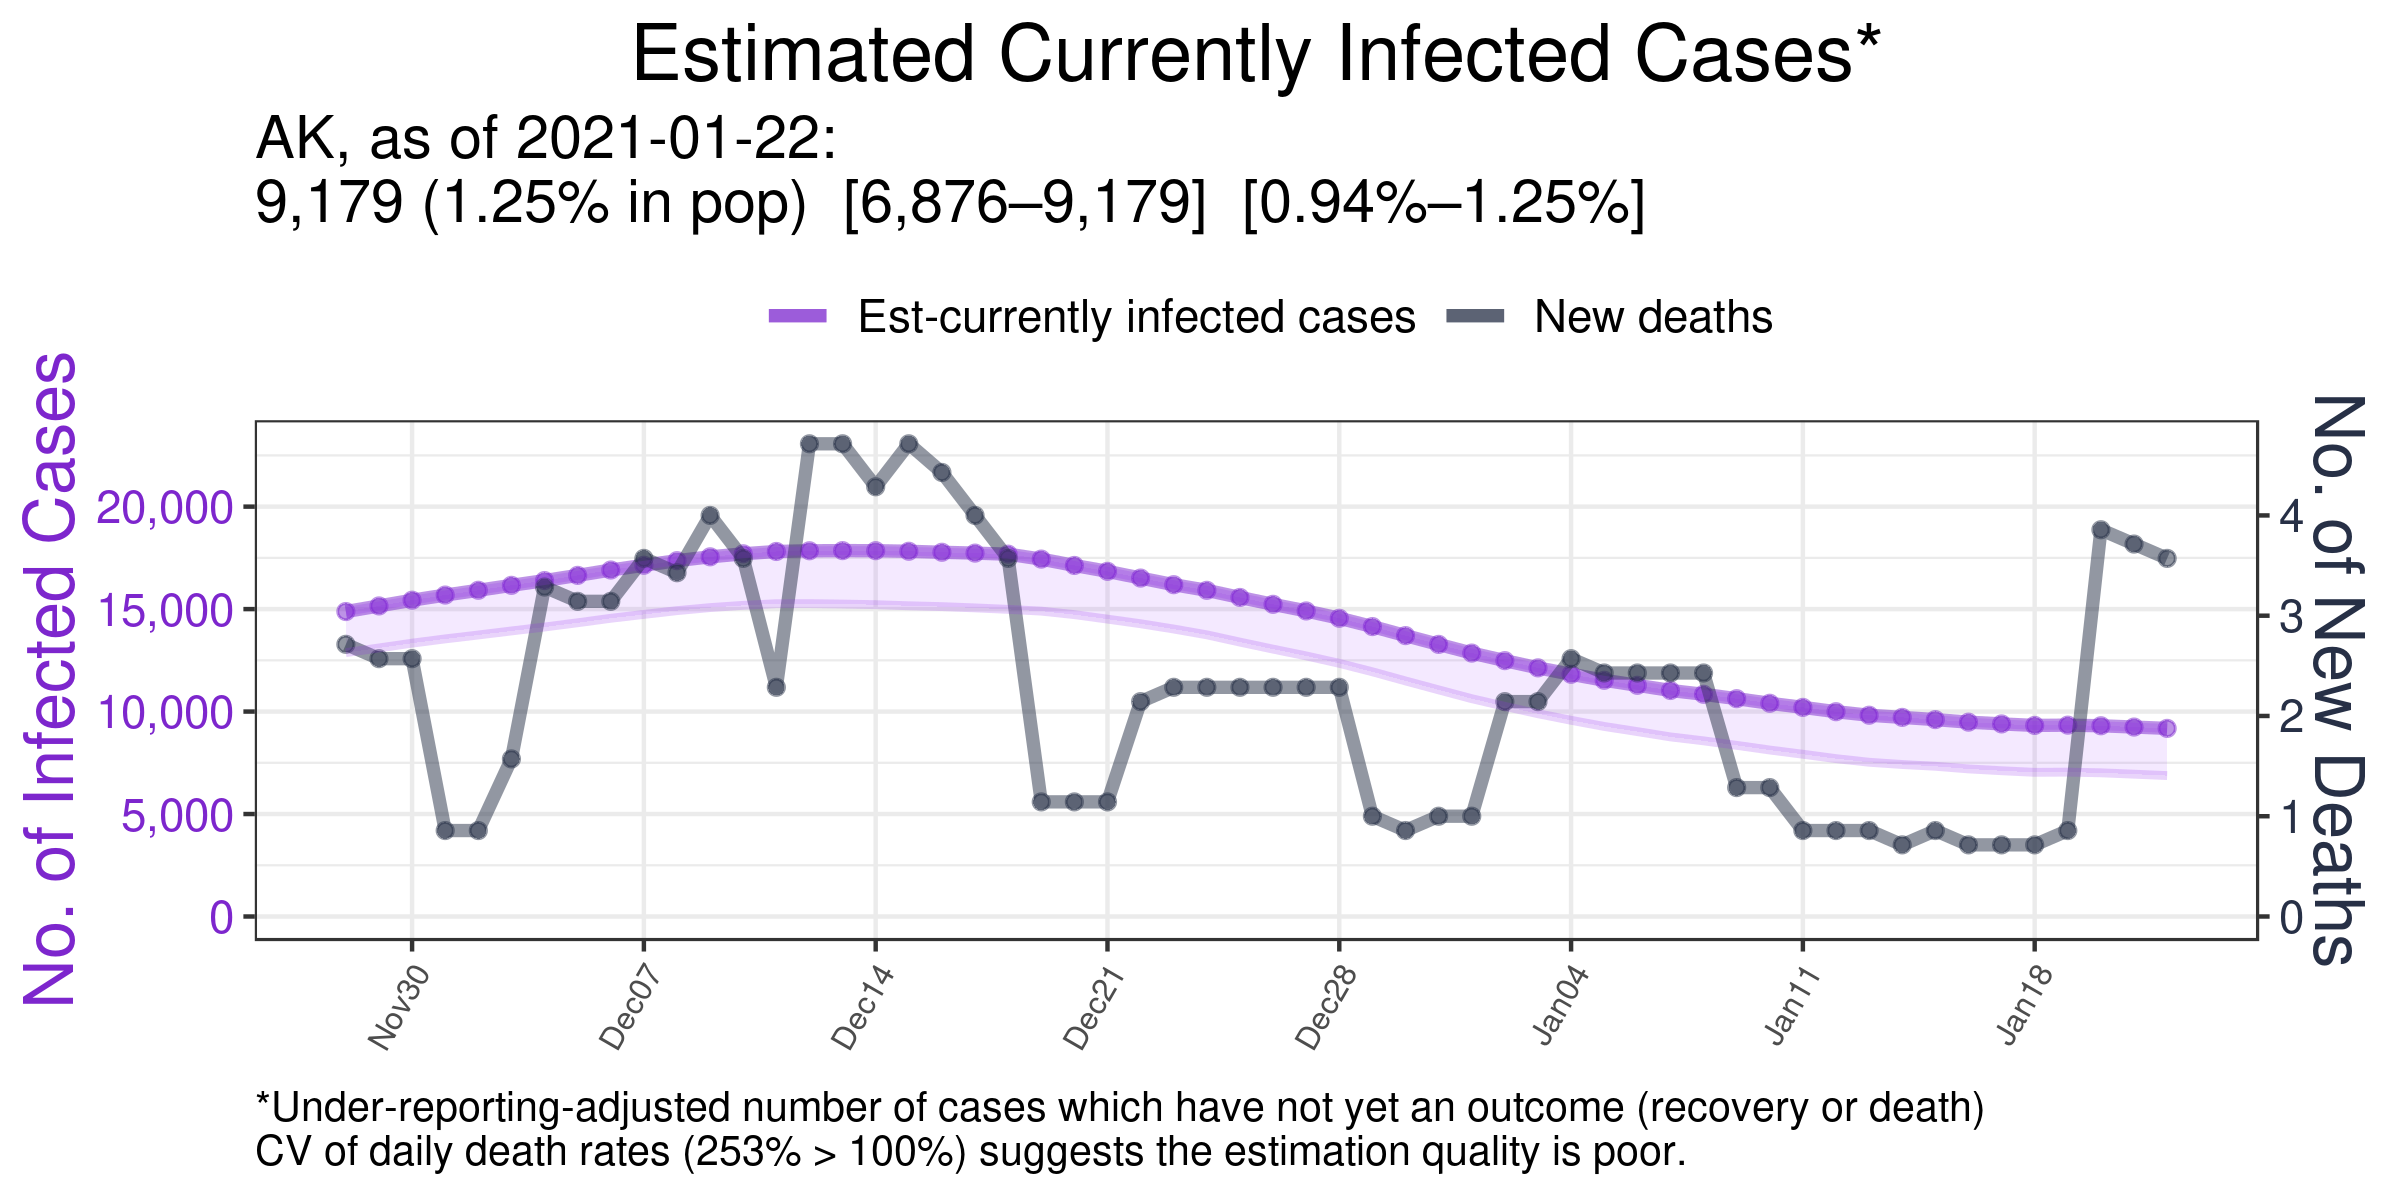 Estimated Currently Infected Cases*
AK, as of 2021-01-22:
9,179 (1.25% in pop)  [6,876–9,179]  [0.94%–1.25%]
Est-currently infected cases
New deaths
No. of Infected Cases
20,000
15,000
10,000
5,000
0
4
3
2
1
0
No. of New Deaths
Nov30
Dec07
Dec14
Dec21
Dec28
Jan04
Jan11
Jan18
*Under-reporting-adjusted number of cases which have not yet an outcome (recovery or death)
CV of daily death rates (253% > 100%) suggests the estimation quality is poor.